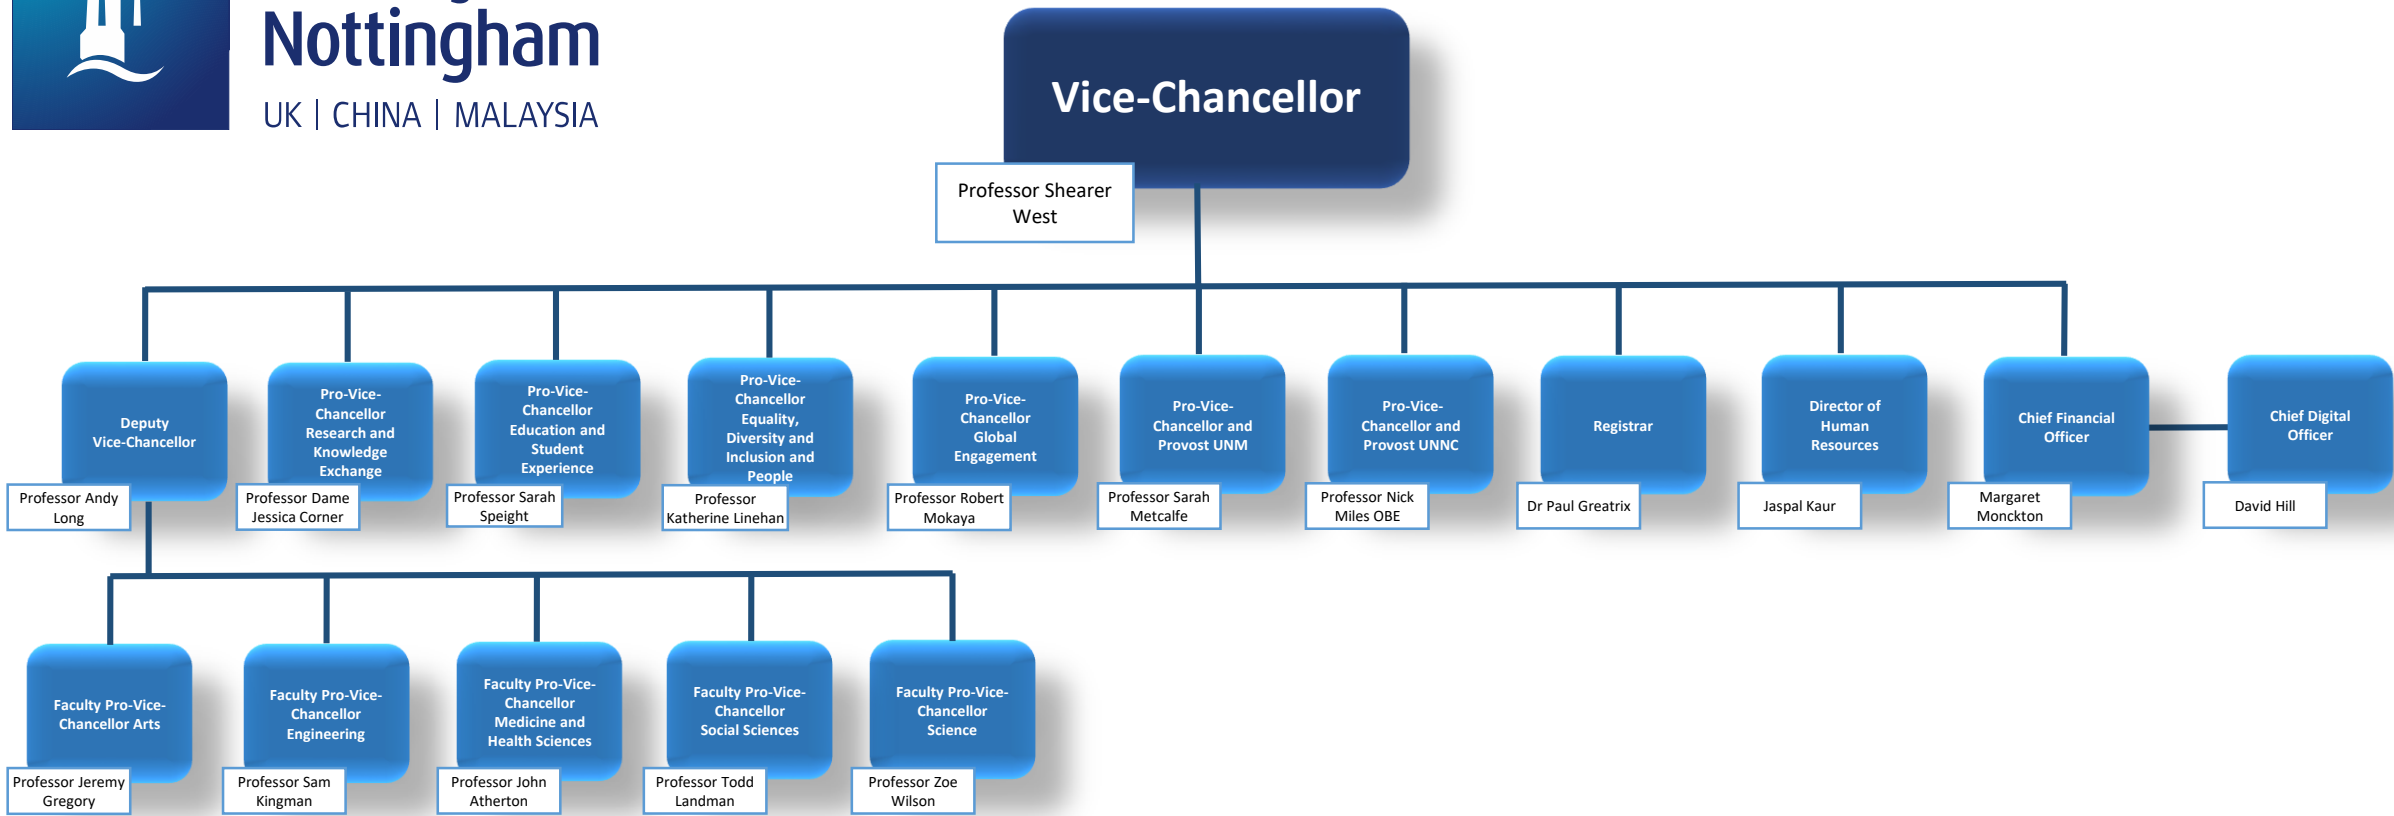 Nottingham
UK | CHINA | MALAYSIA
Vice-Chancellor
Professor Shearer
West
Deputy
Vice-Chancellor
Professor Andy
Long
Pro-Vice-
Chancellor
Research and
Knowledge
Exchange
Professor Dame
Jessica Corner
Pro-Vice-
Chancellor
Education and
Student
Experience
Professor Sarah
Speight
Pro-Vice-
Chancellor
Equality,
Diversity and
Inclusion and
People
Professor
Katherine Linehan
Pro-Vice-
Chancellor
Global
Engagement
Professor Robert
Mokaya
Pro-Vice-
Chancellor and
Provost UNM
Professor Sarah
Metcalfe
Pro-Vice-
Chancellor and
Provost UNNC
Professor Nick
Miles OBE
Registrar
Dr Paul Greatrix
Director of
Human
Resources
Jaspal Kaur
Chief Financial
Officer
Margaret
Monckton
Chief Digital
Officer
David Hill
Faculty Pro-Vice-
Chancellor Arts
Professor Jeremy
Gregory
Faculty Pro-Vice-
Chancellor
Engineering
Professor Sam
Kingman
Faculty Pro-Vice-
Chancellor
Medicine and
Health Sciences
Professor John
Atherton
Faculty Pro-Vice-
Chancellor
Social Sciences
Professor Todd
Landman
Faculty Pro-Vice-
Chancellor
Science
Professor Zoe
Wilson